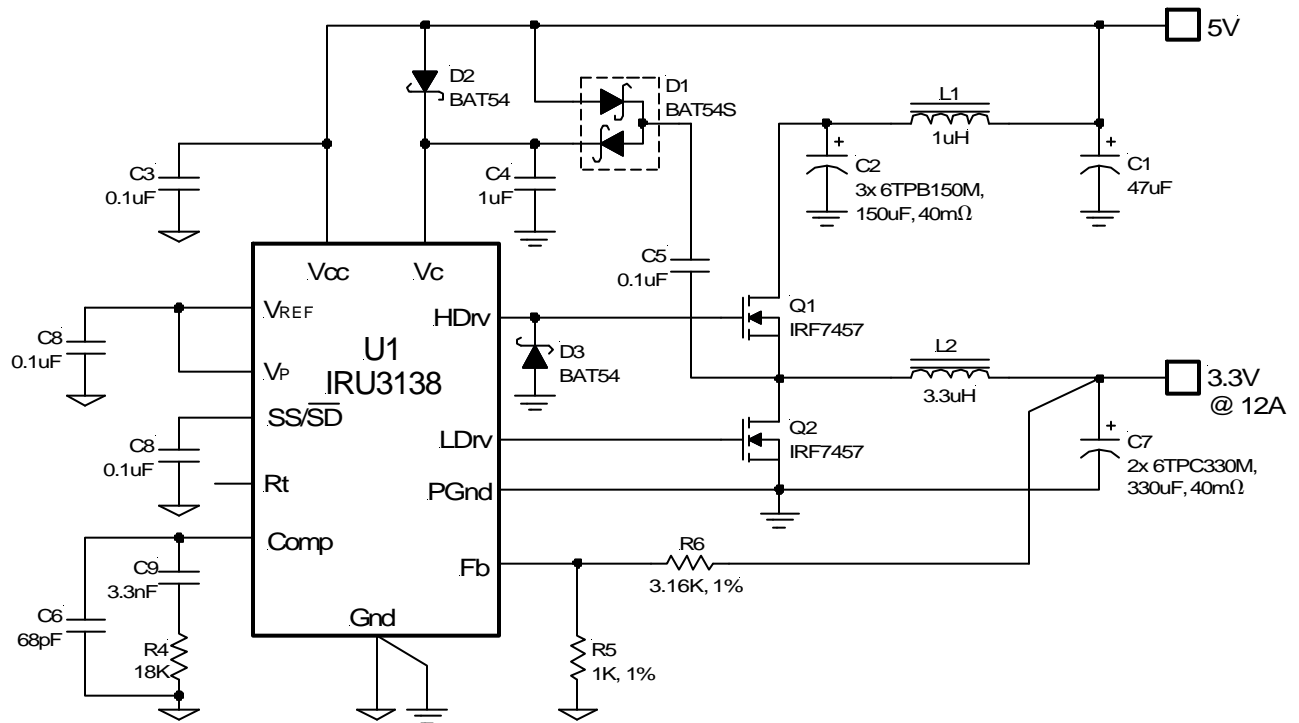 5V
D2
BAT54
D1
BAT54S
L1
1uH
C3
0.1uF
C4
1uF
C2
3x 6TPB150M,
150uF, 40mΩ
C1
47uF
C5
0.1uF
Vcc
Vc
VREF
HDrv
Q1
IRF7457
C8
0.1uF
U1
IRU3138
D3
BAT54
L2
3.3uH
3.3V
@ 12A
VP
SS/SD
C8
0.1uF
LDrv
Q2
IRF7457
C7
2x 6TPC330M,
330uF, 40mΩ
Rt
PGnd
Comp
Fb
R6
3.16K, 1%
C9
3.3nF
C6
68pF
R4
18K
Gnd
R5
1K, 1%